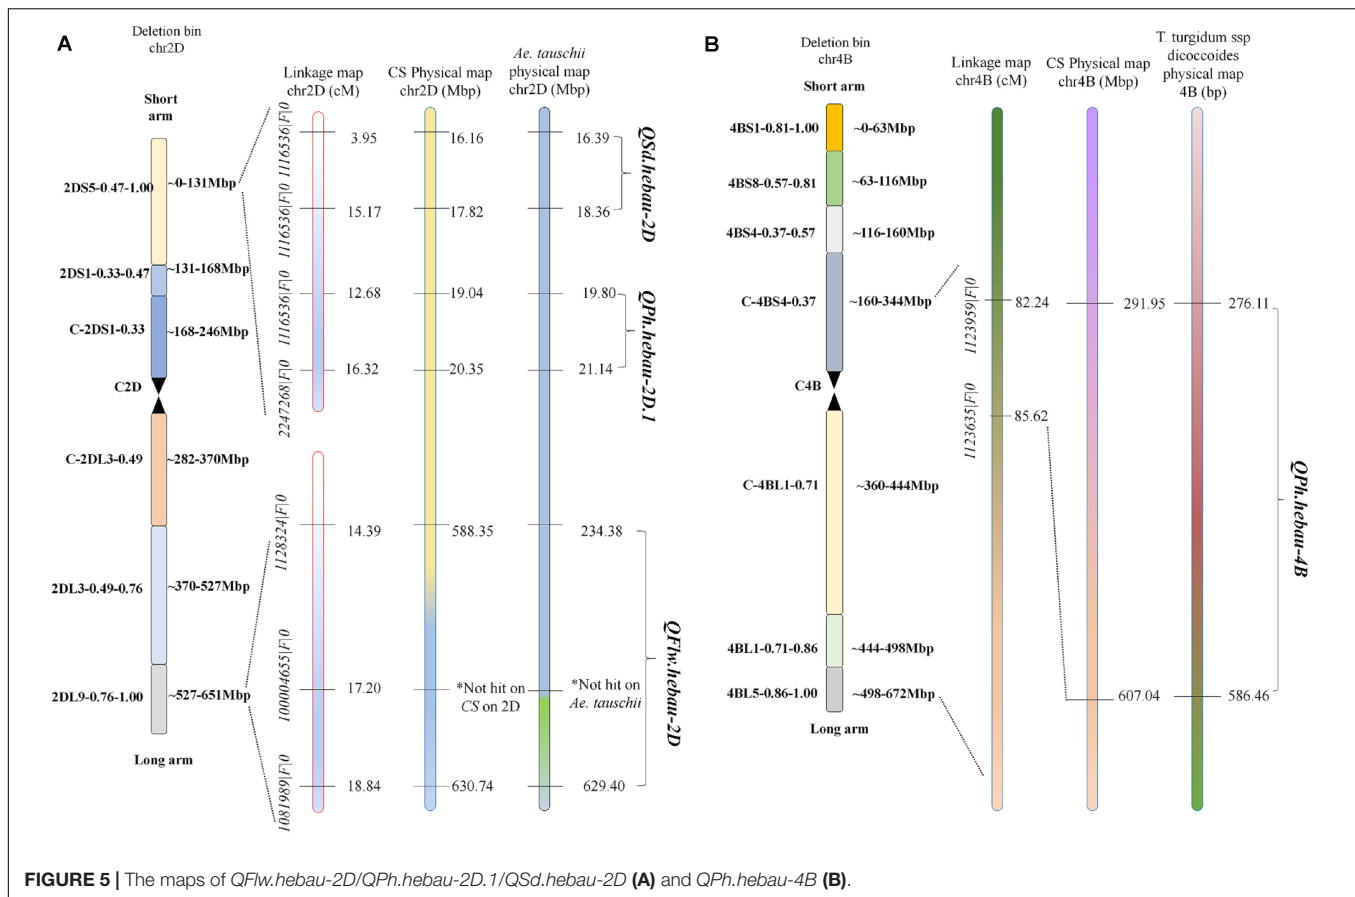 A
Deletion bin
chr2D
Short
arm
2DS5-0.47-1.00
~0-131Mbp
2DS1-0.33-0.47
~131-168Mbp
C-2DS1-0.33
~168-246Mbp
C2D
C-2DL3-0.49
~282-370Mbp
2DL3-0.49-0.76
~370-527Mbp
2DL9-0.76-1.00
~527-651Mbp
Long arm
Linkage map
chr2D (cM)
1116536|F|0
3.95
1116536|F|0
15.17
1116536|F|0
12.68
2247268|F|0
16.32
1128324|F|0
14.39
100004655|F|0
17.20
1081989|F|0
18.84
CS Physical map
chr2D (Mbp)
16.16
17.82
19.04
20.35
588.35
*Not hit on
CS on 2D
630.74
Ae. tauschii
physical map
chr2D (Mbp)
16.39
18.36
19.80
21.14
234.38
*Not hit on
Ae. tauschii
629.40
QSd.hebau-2D
QPh.hebau-2D.1
QFlw.hebau-2D
B
Deletion bin
chr4B
Short arm
4BS1-0.81-1.00
~0-63Mbp
4BS8-0.57-0.81
~63-116Mbp
4BS4-0.37-0.57
~116-160Mbp
C-4BS4-0.37
~160-344Mbp
C4B
C-4BL1-0.71
~360-444Mbp
4BL1-0.71-0.86
~444-498Mbp
4BL5-0.86-1.00
~498-672Mbp
Long arm
Linkage map
chr4B (cM)
1123959|F|0
82.24
1123635|F|0
85.62
CS Physical map
chr4B (Mbp)
291.95
607.04
T. turgidum ssp
dicoccoides
physical map
4B (bp)
276.11
586.46
QPh.hebau-4B
FIGURE 5 | The maps of QFlw.hebau-2D/QPh.hebau-2D.1/QSd.hebau-2D (A) and QPh.hebau-4B (B).